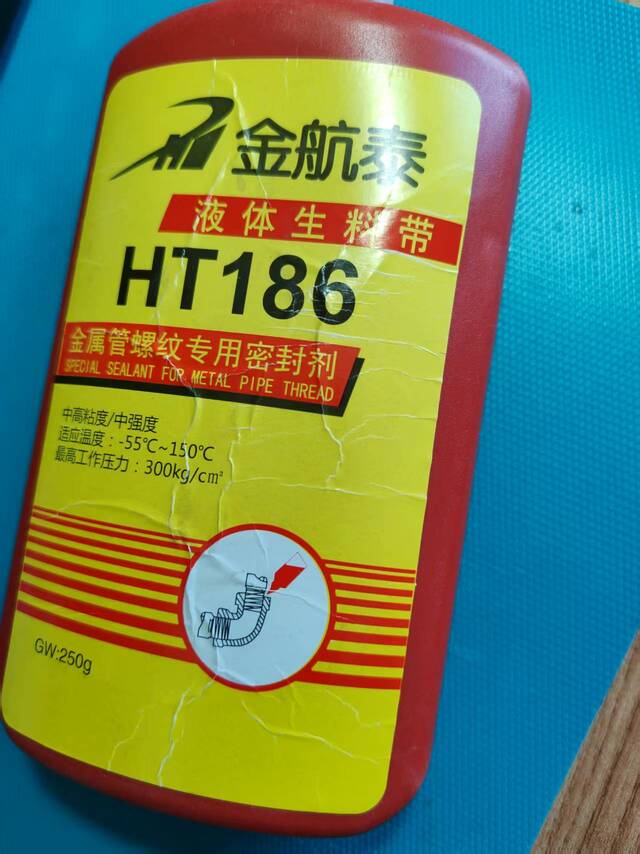 金航泰
液体生料带
HT186
金属管螺纹专用密封剂
SPECIAL SEALANT FOR METAL PIPE THREAD
中高粘度/中强度
适应温度：-55℃~150℃
最高工作压力：300kg/cm²
GW:250g